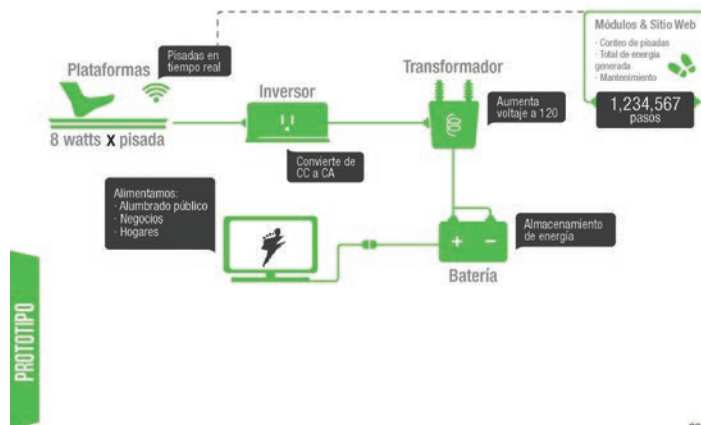 Plataformas
Pisadas en
tiempo real
8 watts X pisada
Inversor
Convierte de
CC a CA
Transformador
Aumenta
voltaje a 120
Módulos & Sitio Web
· Conteo de pisadas
· Total de energía
generada
· Mantenimiento
1,234,567
pasos
Alimentamos:
· Alumbrado público
· Negocios
· Hogares
+ −
Batería
Almacenamiento
de energía
PROTOTIPO